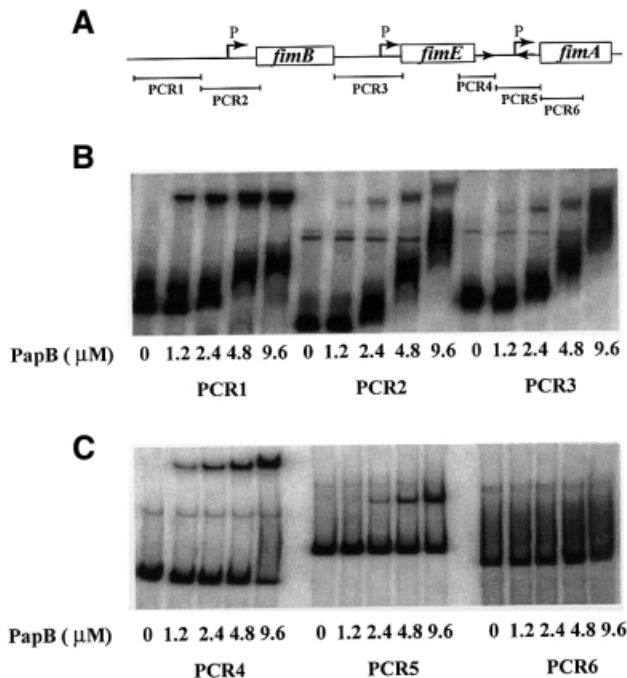 A
P P P
fimB fimE fimA
PCR1 PCR2 PCR3 PCR4 PCR5 PCR6
B
PapB ( μM) 0 1.2 2.4 4.8 9.6 0 1.2 2.4 4.8 9.6 0 1.2 2.4 4.8 9.6
PCR1 PCR2 PCR3
C
PapB ( μM) 0 1.2 2.4 4.8 9.6 0 1.2 2.4 4.8 9.6 0 1.2 2.4 4.8 9.6
PCR4 PCR5 PCR6